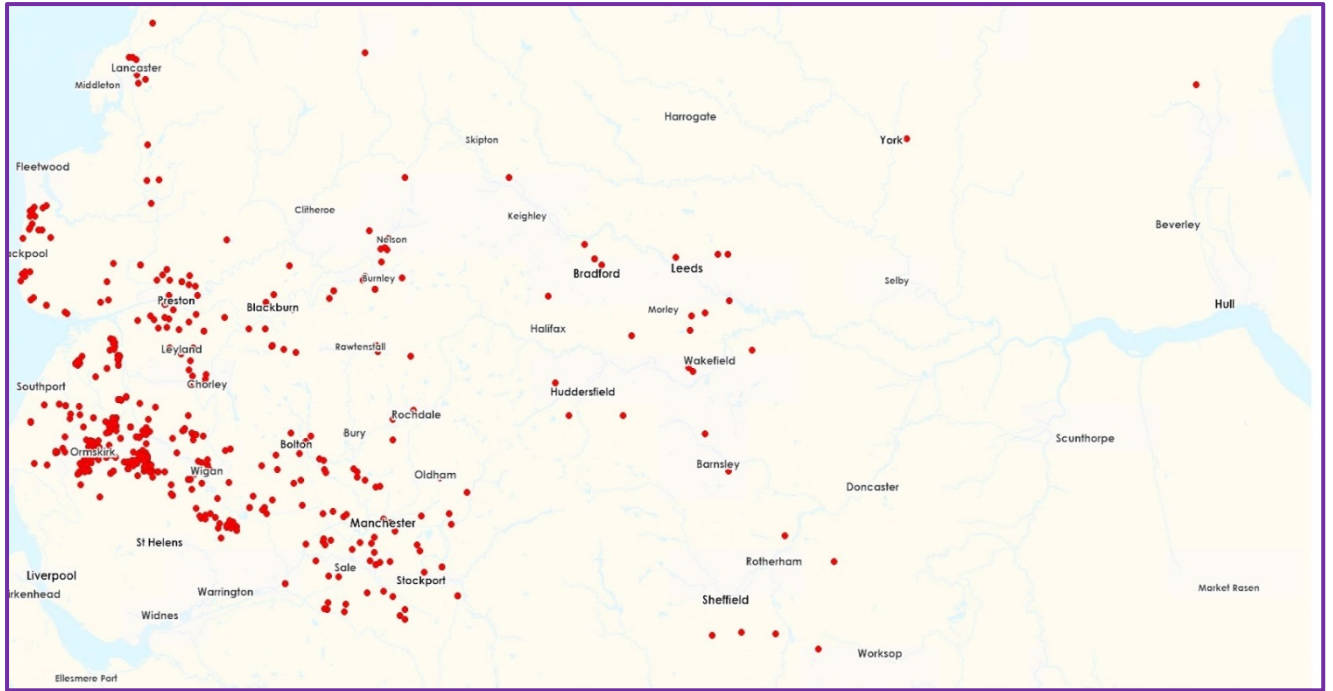 Lancaster
Middleton
Harrogate
Skipton
York
Fleetwood
Clitheroe
Keighley
Beverley
Nelson
ackpool
Bradford
Leeds
Burnley
Selby
Preston
Blackburn
Morley
Hull
Halifax
Leyland
Rawtenstall
Wakefield
Southport
Chorley
Huddersfield
Rochdale
Bury
Scunthorpe
Bolton
Ormskirk
Wigan
Barnsley
Oldham
Doncaster
Manchester
St Helens
Rotherham
Sale
Liverpool
Stockport
Market Rasen
Warrington
irkenhead
Sheffield
Widnes
Worksop
Ellesmere Port